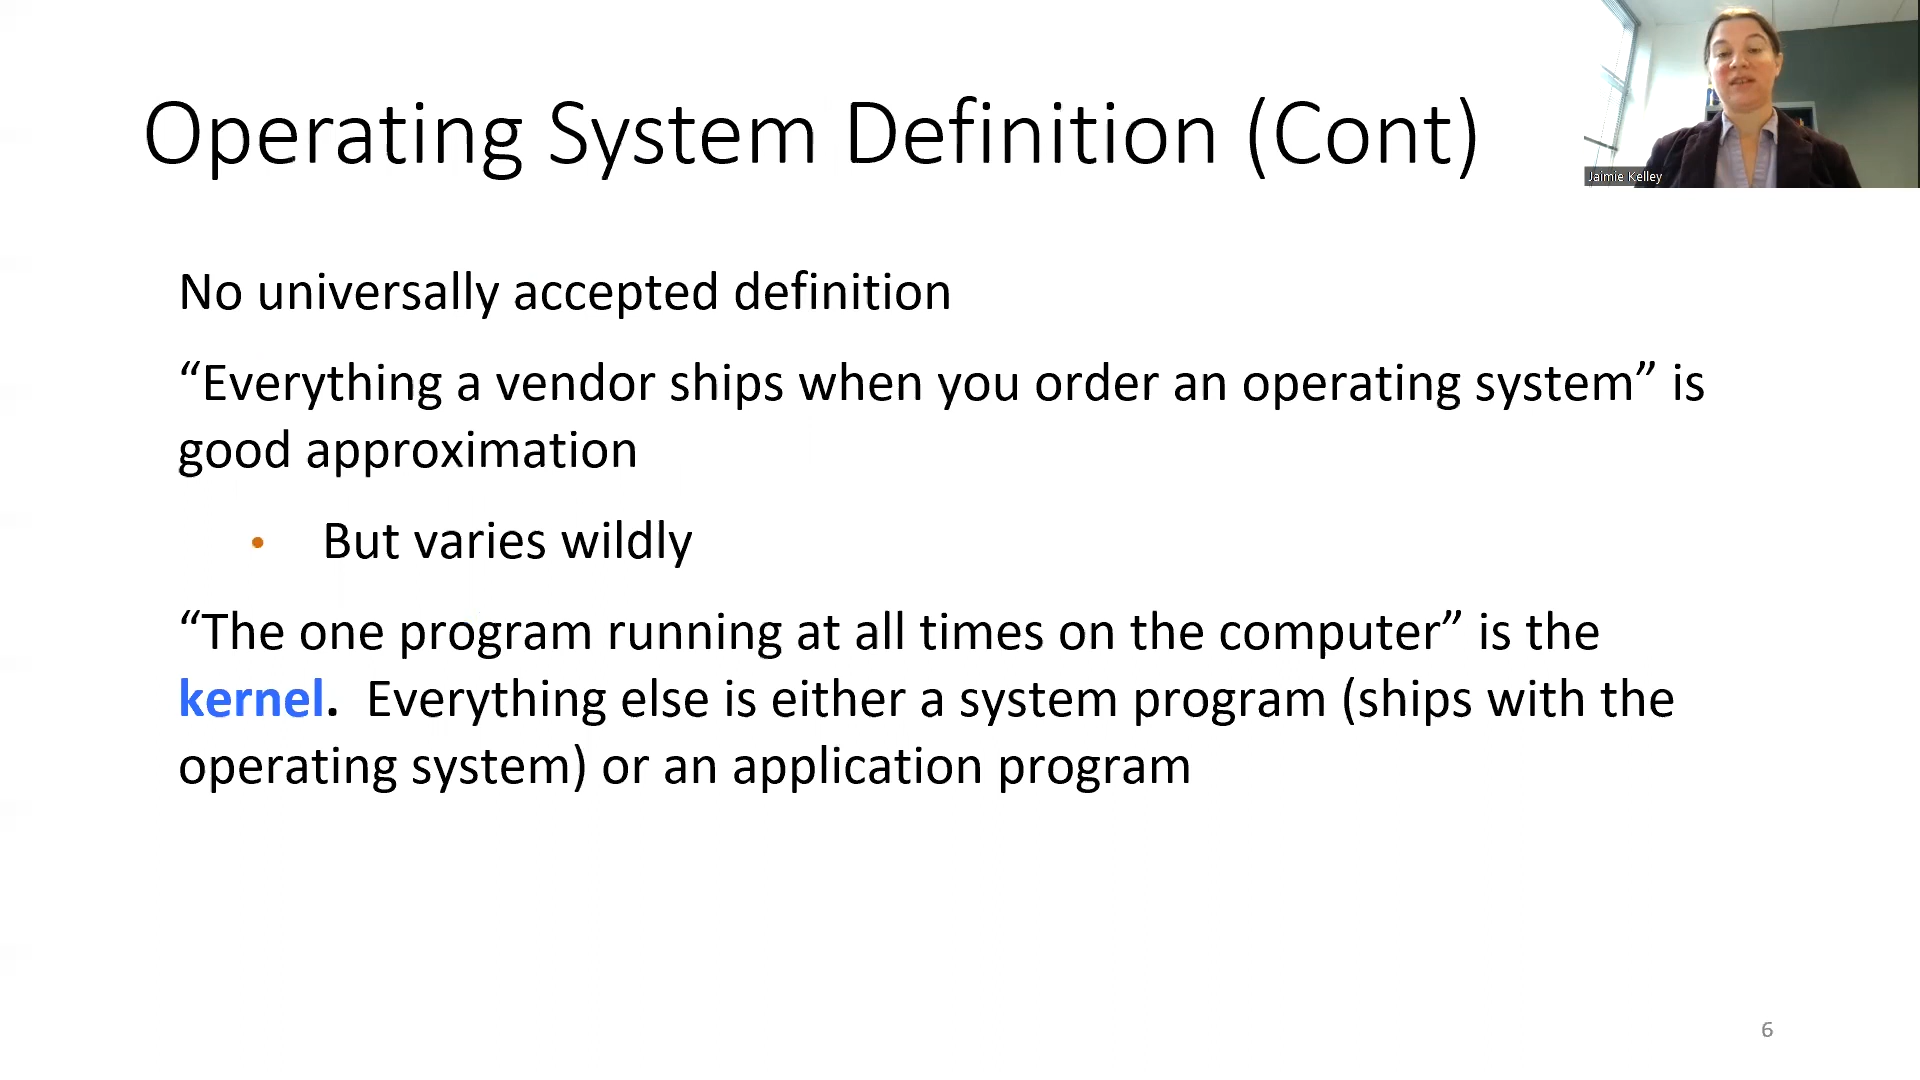 Operating System Definition (Cont)
Jaimie Kelley
No universally accepted definition
“Everything a vendor ships when you order an operating system” is
good approximation
• But varies wildly
“The one program running at all times on the computer” is the
kernel.  Everything else is either a system program (ships with the
operating system) or an application program
6